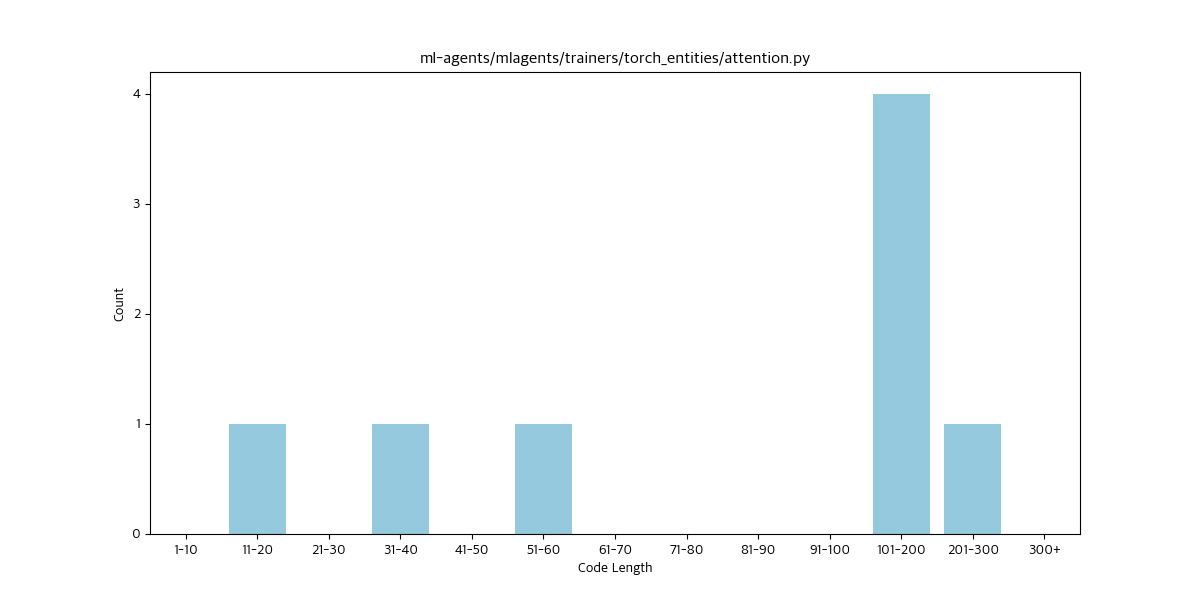 ml-agents/mlagents/trainers/torch_entities/attention.py
4
3
2
1
0
Count
1-10 11-20 21-30 31-40 41-50 51-60 61-70 71-80 81-90 91-100 101-200 201-300 300+
Code Length